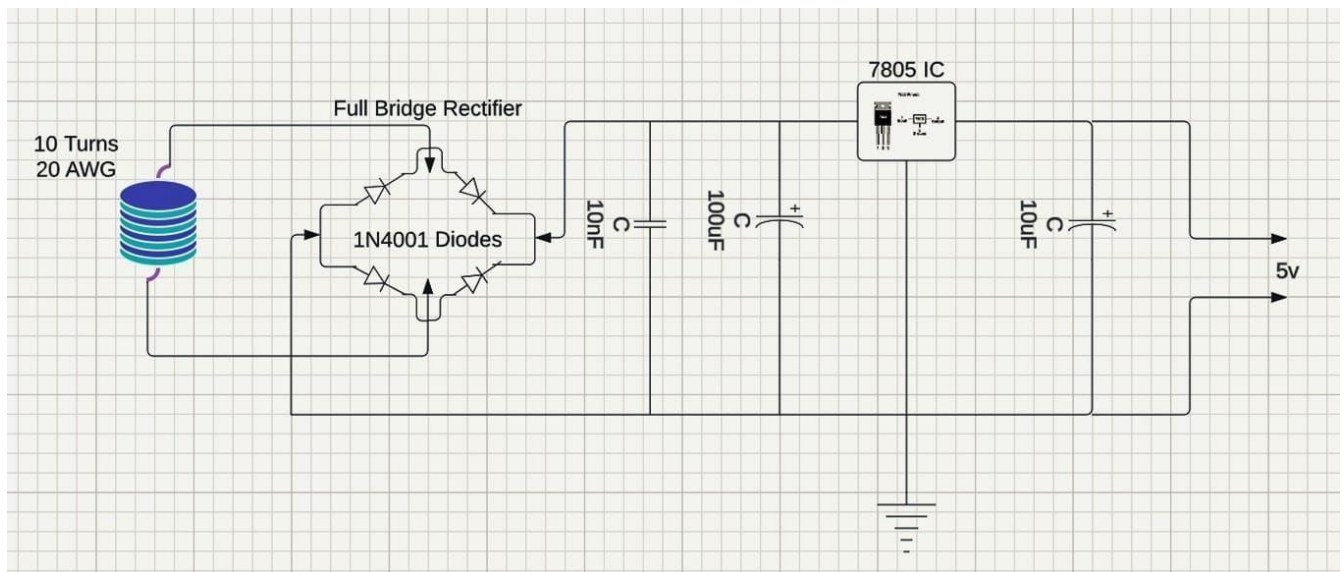 7805 IC
Full Bridge Rectifier
10 Turns
20 AWG
1N4001 Diodes
C
10nF
+
C
100uF
+
C
10uF
5v